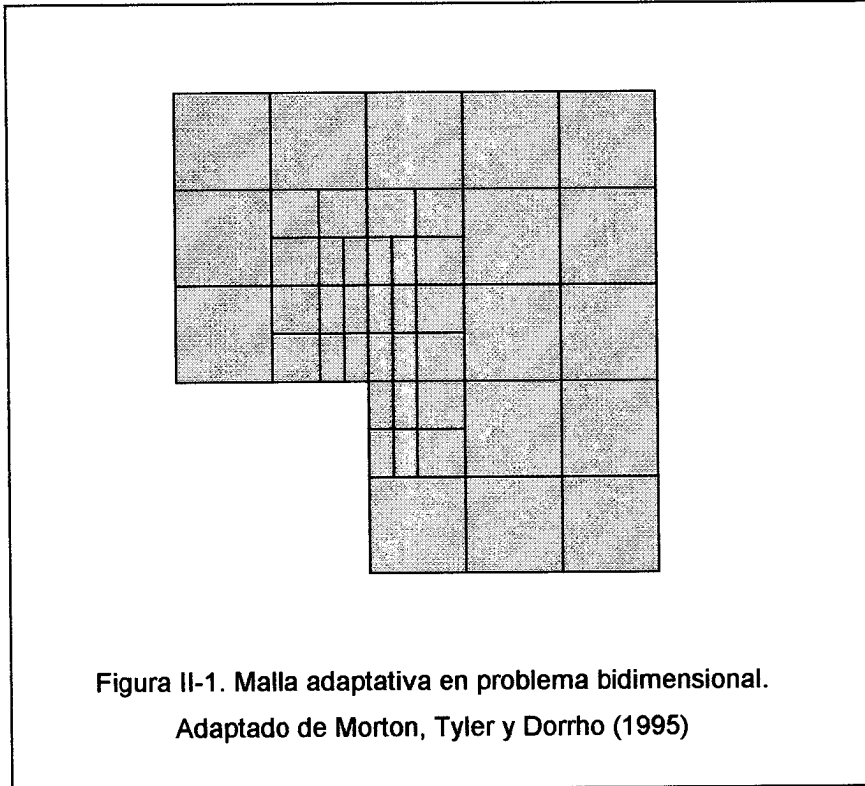 Figura II-1. Malla adaptativa en problema bidimensional.
Adaptado de Morton, Tyler y Dorrho (1995)